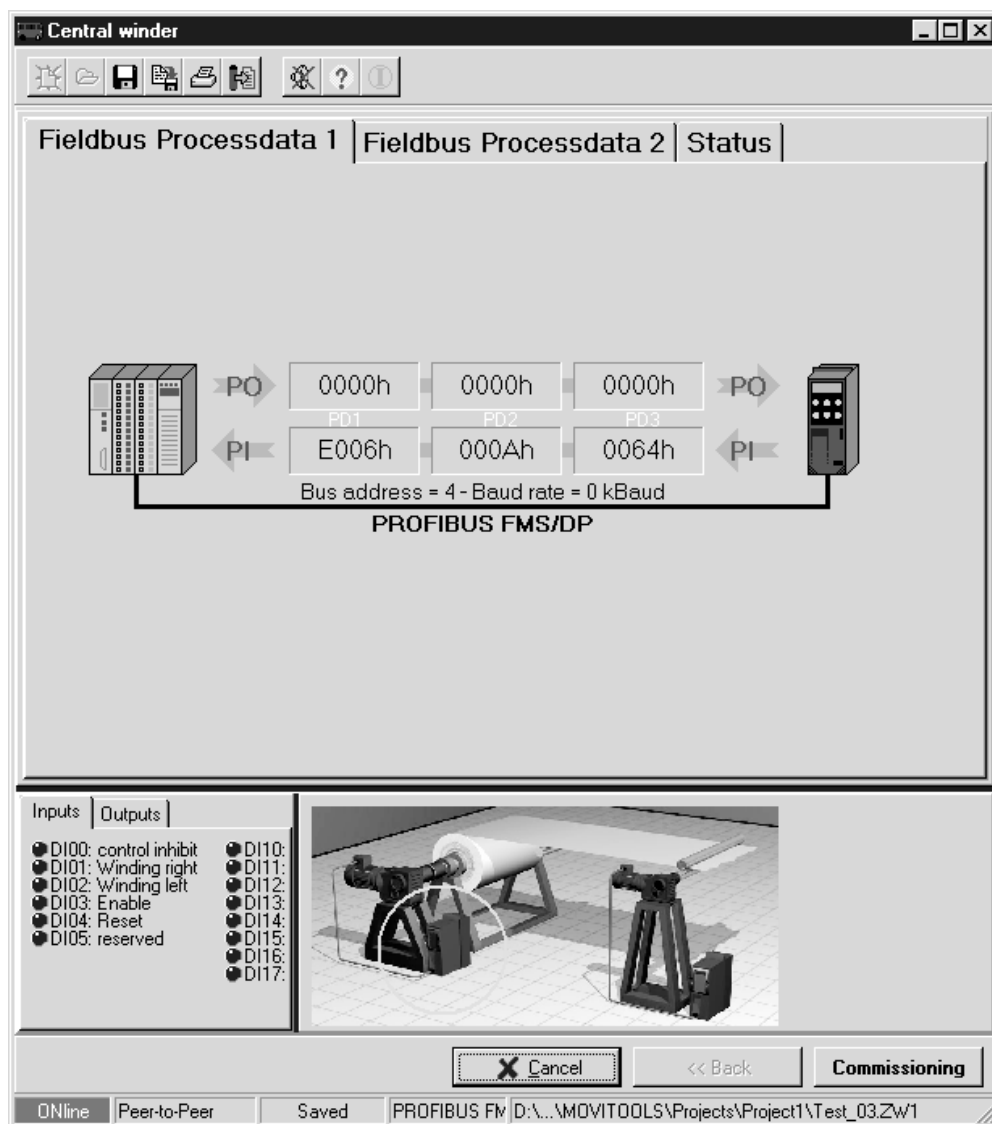 Central winder
Fieldbus Processdata 1 Fieldbus Processdata 2 Status
PO 0000h 0000h 0000h PO
PD1 PD2 PD3
PI E006h 000Ah 0064h PI
Bus address = 4 - Baud rate = 0 kBaud
PROFIBUS FMS/DP
Inputs Outputs
DI00: control inhibit DI10:
DI01: Winding right DI11:
DI02: Winding left DI12:
DI03: Enable DI13:
DI04: Reset DI14:
DI05: reserved DI15:
DI16:
DI17:
Cancel << Back Commissioning
ONline Peer-to-Peer Saved PROFIBUS FM D:\...\MOVITOOLS\Projects\Project1\Test_03.ZW1